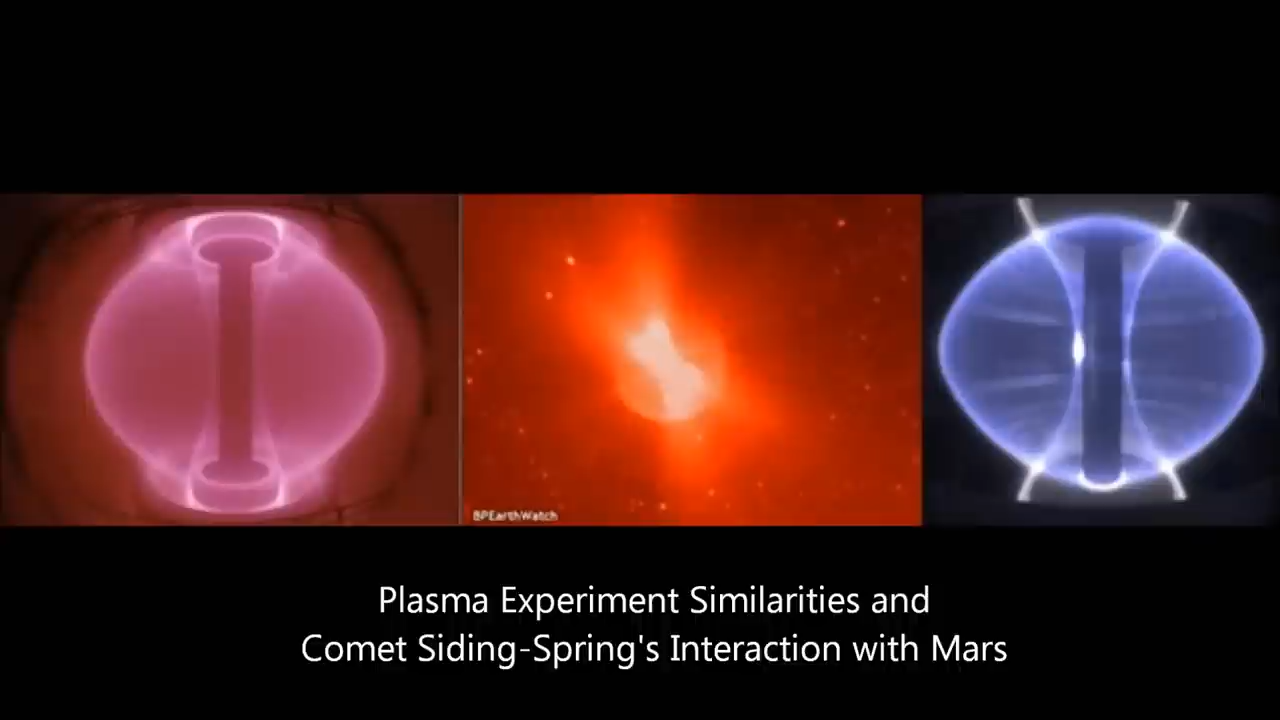 BPEarthWatch
Plasma Experiment Similarities and
Comet Siding-Spring's Interaction with Mars